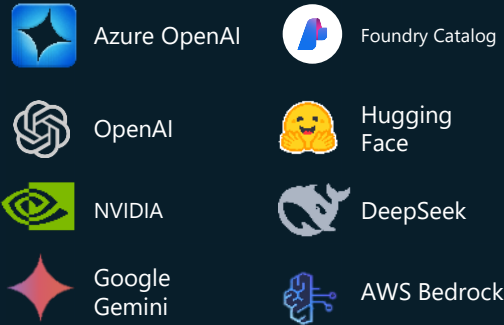 Azure OpenAI
Foundry Catalog
OpenAI
Hugging
Face
NVIDIA
DeepSeek
Google
Gemini
AWS Bedrock